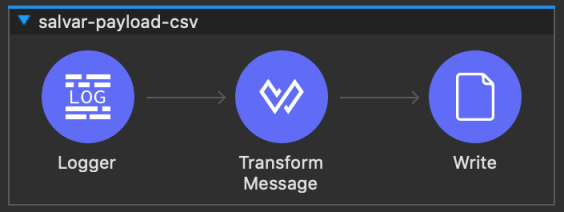 salvar-payload-csv
LOG
Logger
Transform
Message
Write